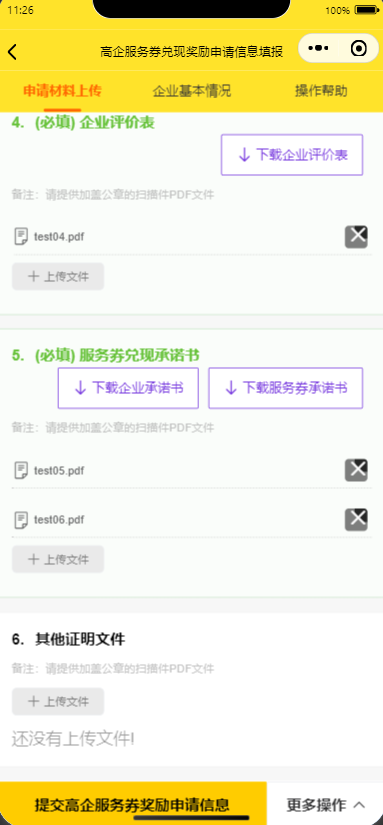 11:26
100%
高企服务券兑现奖励申请信息填报
申请材料上传 企业基本情况 操作帮助
4. (必填) 企业评价表
下载企业评价表
备注：请提供加盖公章的扫描件PDF文件
test04.pdf
+ 上传文件
5. (必填) 服务券兑现承诺书
下载企业承诺书 下载服务券承诺书
备注：请提供加盖公章的扫描件PDF文件
test05.pdf
test06.pdf
+ 上传文件
6. 其他证明文件
备注：请提供加盖公章的扫描件PDF文件
+ 上传文件
还没有上传文件!
提交高企服务券奖励申请信息 更多操作